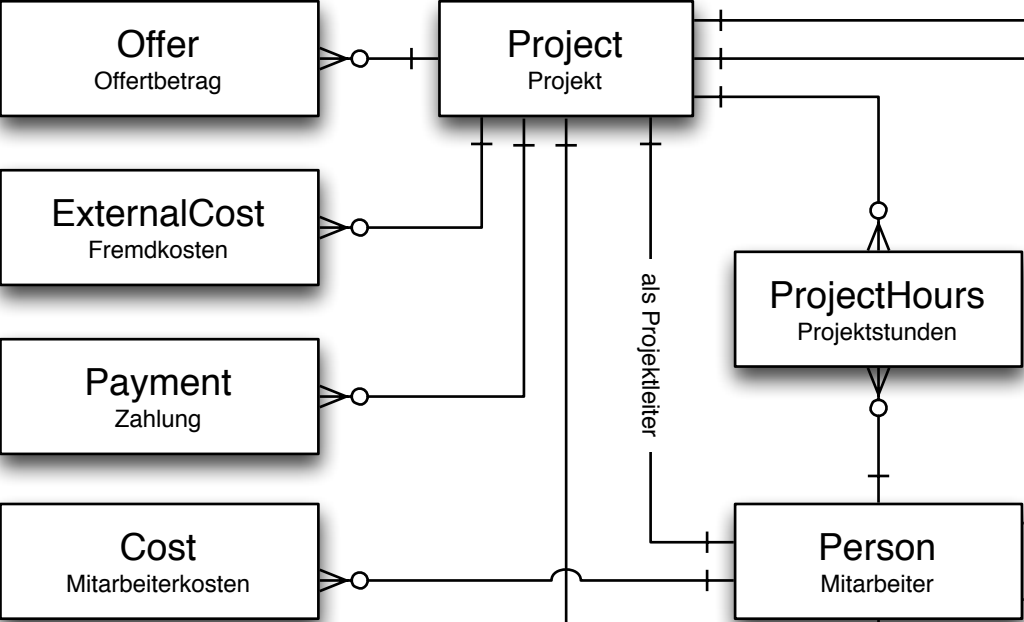 Offer
Offertbetrag
Project
Projekt
ExternalCost
Fremdkosten
als Projektleiter
ProjectHours
Projektstunden
Payment
Zahlung
Cost
Mitarbeiterkosten
Person
Mitarbeiter